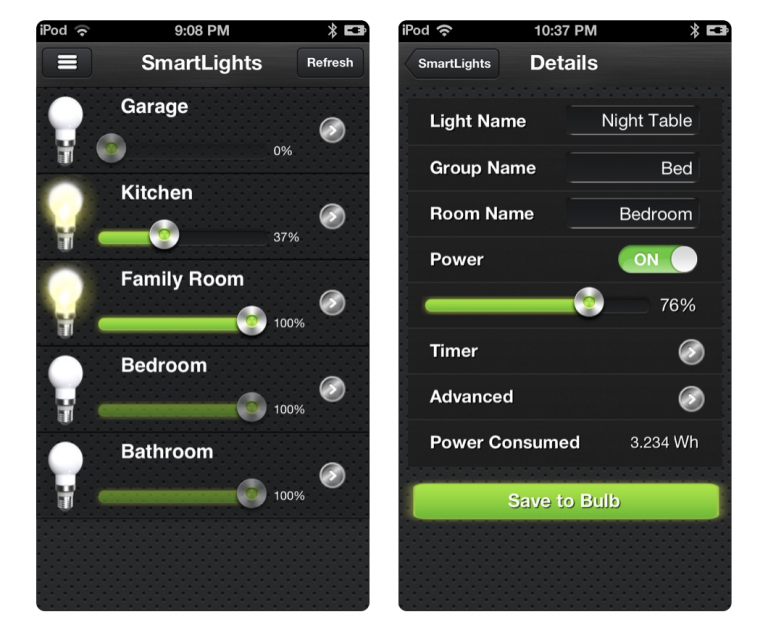 iPod 9:08 PM
SmartLights Refresh
Garage
0%
Kitchen
37%
Family Room
100%
Bedroom
100%
Bathroom
100%
iPod 10:37 PM
SmartLights Details
Light Name Night Table
Group Name Bed
Room Name Bedroom
Power ON
76%
Timer
Advanced
Power Consumed 3.234 Wh
Save to Bulb